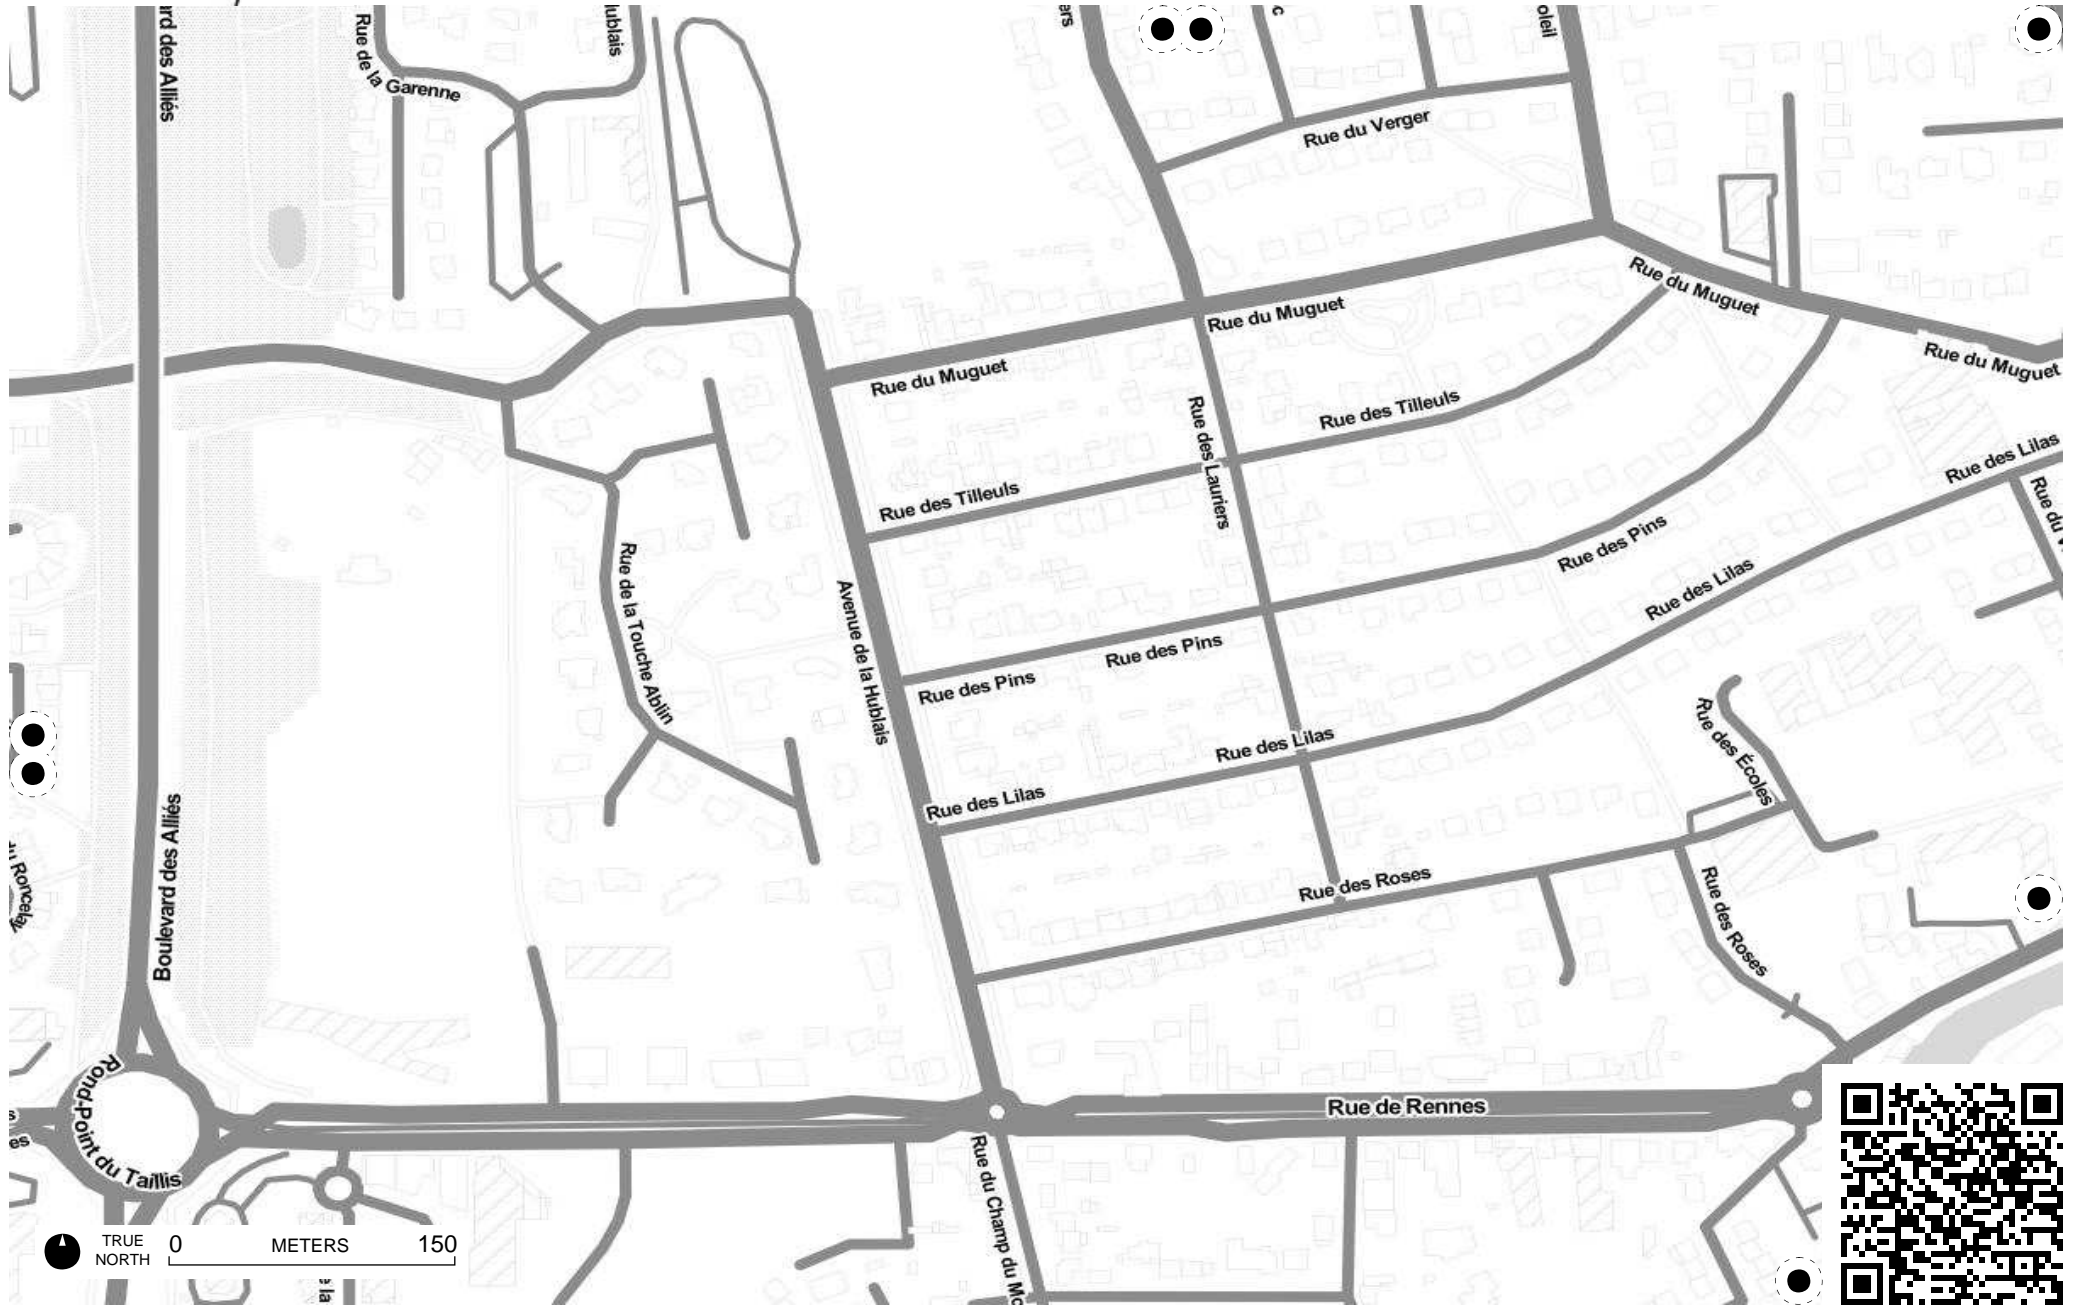 Rue de la Garenne
Rue du Verger
Rue du Muguet
Rue du Muguet
Rue du Muguet
Rue du Muguet
Rue des Tilleuls
Rue des Tilleuls
Rue des Lauriers
Rue des Lilas
Rue des Pins
Rue des Lilas
Rue de la Touche Ablin
Avenue de la Hublais
Rue des Pins
Rue des Pins
Rue des Lilas
Rue des Lilas
Rue des Écoles
Boulevard des Alliés
Rue des Roses
Rue des Roses
Rond-Point du Taillis
Rue de Rennes
Rue du Champ du
TRUE
NORTH
0 METERS 150
des Alliés
Rue du